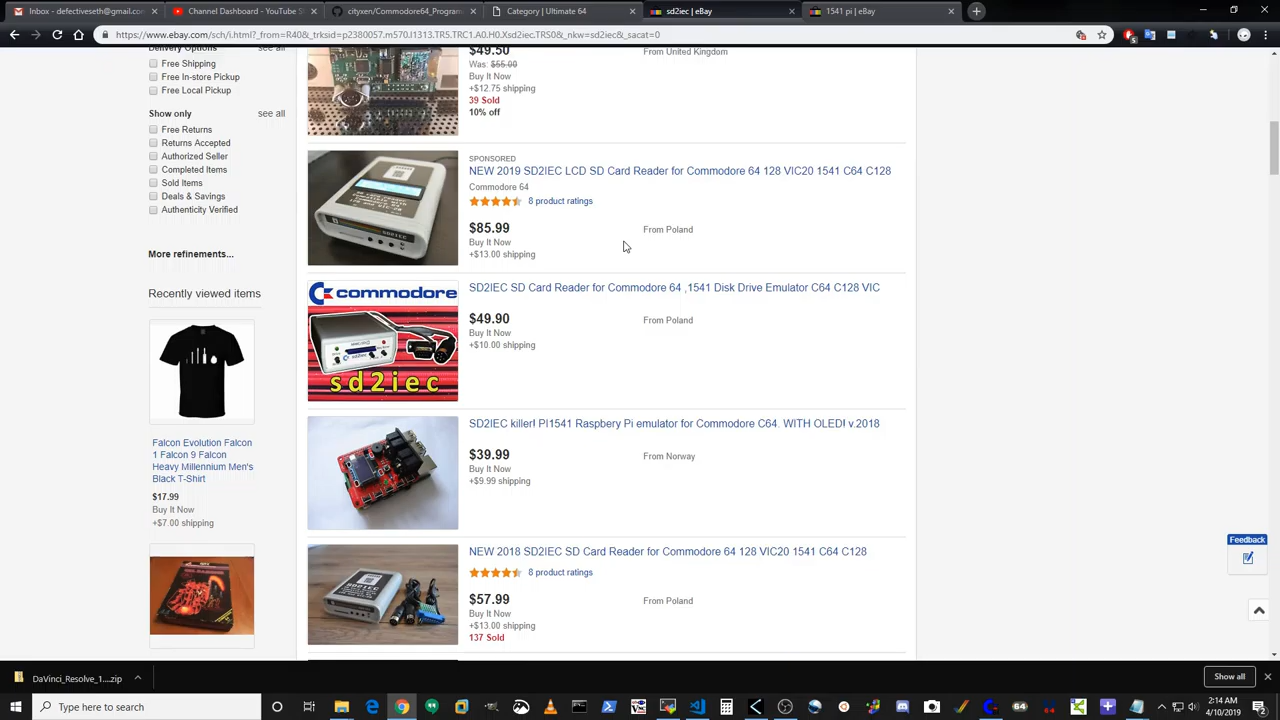 Inbox - defectiveseth@gmail.com
Channel Dashboard - YouTube S
cityxen/Commodore64_Program
Category | Ultimate 64
sd2iec | eBay
1541 pi | eBay
https://www.ebay.com/sch/i.html?_from=R40&_trksid=p2380057.m570.l1313.TR5.TRC1.A0.H0.Xsd2iec.TRS0&_nkw=sd2iec&_sacat=0
Delivery Options
see all
Free Shipping
Free In-store Pickup
Free Local Pickup
Show only
see all
Free Returns
Returns Accepted
Authorized Seller
Completed Items
Sold Items
Deals & Savings
Authenticity Verified
More refinements...
Recently viewed items
Falcon Evolution Falcon
1 Falcon 9 Falcon
Heavy Millennium Men's
Black T-Shirt
$17.99
Buy It Now
+$7.00 shipping
$49.50
From United Kingdom
Was: $55.00
Buy It Now
+$12.75 shipping
39 Sold
10% off
SPONSORED
NEW 2019 SD2IEC LCD SD Card Reader for Commodore 64 128 VIC20 1541 C64 C128
Commodore 64
8 product ratings
$85.99
From Poland
Buy It Now
+$13.00 shipping
commodore
sd2iec
SD2IEC SD Card Reader for Commodore 64 ,1541 Disk Drive Emulator C64 C128 VIC
$49.90
From Poland
Buy It Now
+$10.00 shipping
SD2IEC killer! PI1541 Raspbery Pi emulator for Commodore C64. WITH OLED! v.2018
$39.99
From Norway
Buy It Now
+$9.99 shipping
NEW 2018 SD2IEC SD Card Reader for Commodore 64 128 VIC20 1541 C64 C128
8 product ratings
$57.99
From Poland
Buy It Now
+$13.00 shipping
137 Sold
Feedback
DaVinci_Resolve_1....zip
Show all
Type here to search
2:14 AM
4/10/2019